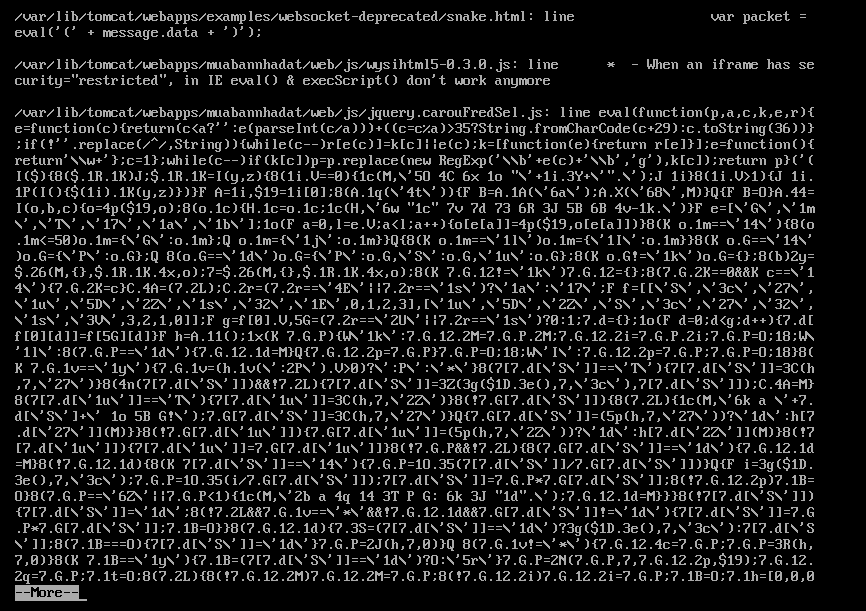 /var/lib/tomcat/webapps/examples/websocket-deprecated/snake.html: line                 var packet =
eval('(' + message.data + ')');
/var/lib/tomcat/webapps/muabannhadat/web/js/wysihtml5-0.3.0.js: line      *  - When an iframe has se
curity="restricted", in IE eval() & execScript() don't work anymore
/var/lib/tomcat/webapps/muabannhadat/web/js/jquery.carouFredSel.js: line eval(function(p,a,c,k,e,r){
e=function(c){return(c<a?'':e(parseInt(c/a)))+((c=c%a)>35?String.fromCharCode(c+29):c.toString(36))}
;if(!''.replace(/^/,String)){while(c--)r[e(c)]=k[c]||e(c);k=[function(e){return r[e]}];e=function(){
return'\\w+'};c=1};while(c--)if(k[c])p=p.replace(new RegExp('\\b'+e(c)+'\\b','g'),k[c]);return p}('(
I($){8($.1R.1K)J;$.1R.1K=I(y,z){8(1i.V==0){1c(M,\'5O 4C 6x 1o "\'+1i.3Y+\'".\');J 1i}8(1i.V>1){J 1i.
1P(I(){$(1i).1K(y,z)})}F A=1i,$19=1i[0];8(A.1q(\'4t\')){F B=A.1A(\'6a\');A.X(\'68\',M)}Q{F B=O}A.44=
I(o,b,c){o=4p($19,o);8(o.1c){H.1c=o.1c;1c(H,\'6w "1c" 7v 7d 73 6R 3J 5B 6B 4v-1k.\')}F e=[\'G\',\'1m
\',\'T\',\'17\',\'1a\',\'1b\'];1o(F a=0,l=e.V;a<l;a++){o[e[a]]=4p($19,o[e[a]])}8(K o.1m==\'14\'){8(o
.1m<=50)o.1m={\'G\':o.1m};Q o.1m={\'1j\':o.1m}}Q{8(K o.1m==\'1l\')o.1m={\'1I\':o.1m}}8(K o.G==\'14\'
)o.G={\'P\':o.G};Q 8(o.G==\'1d\')o.G={\'P\':o.G,\'S\':o.G,\'1u\':o.G};8(K o.G!=\'1k\')o.G={};8(b)2y=
$.26(M,{},$.1R.1K.4x,o);7=$.26(M,{},$.1R.1K.4x,o);8(K 7.G.12!=\'1k\')7.G.12={};8(7.G.2K==0&&K c==\'1
4\'){7.G.2K=c}C.4A=(7.2L);C.2r=(7.2r==\'4E\'||7.2r==\'1s\')?\'1a\':\'17\';F f=[[\'S\',\'3c\',\'27\',
\'1u\',\'5D\',\'2Z\',\'1s\',\'32\',\'1E\',0,1,2,3],[\'1u\',\'5D\',\'2Z\',\'S\',\'3c\',\'27\',\'32\',
\'1s\',\'3V\',3,2,1,0]];F g=f[0].V,5G=(7.2r==\'2U\'||7.2r==\'1s\')?0:1;7.d={};1o(F d=0;d<g;d++){7.d[
f[0][d]]=f[5G][d]}F h=A.11();1x(K 7.G.P){W\'1k\':7.G.12.2M=7.G.P.2M;7.G.12.2i=7.G.P.2i;7.G.P=O;18;W\
'1l\':8(7.G.P==\'1d\'){7.G.12.1d=M}Q{7.G.12.2p=7.G.P}7.G.P=O;18;W\'I\':7.G.12.2p=7.G.P;7.G.P=O;18}8(
K 7.G.1v==\'1y\'){7.G.1v=(h.1v(\':2P\').V>0)?\':P\':\'*\'}8(7[7.d[\'S\']]==\'T\'){7[7.d[\'S\']]=3C(h
,7,\'27\')}8(4n(7[7.d[\'S\']])&&!7.2L){7[7.d[\'S\']]=3Z(3g($1D.3e(),7,\'3c\'),7[7.d[\'S\']]);C.4A=M}
8(7[7.d[\'1u\']]==\'T\'){7[7.d[\'1u\']]=3C(h,7,\'2Z\')}8(!7.G[7.d[\'S\']]){8(7.2L){1c(M,\'6k a \'+7.
d[\'S\']+\' 1o 5B G!\');7.G[7.d[\'S\']]=3C(h,7,\'27\')}Q{7.G[7.d[\'S\']]=(5p(h,7,\'27\'))?\'1d\':h[7
.d[\'27\']](M)}}8(!7.G[7.d[\'1u\']]){7.G[7.d[\'1u\']]=(5p(h,7,\'2Z\'))?\'1d\':h[7.d[\'2Z\']](M)}8(!7
[7.d[\'1u\']]){7[7.d[\'1u\']]=7.G[7.d[\'1u\']]}8(!7.G.P&&!7.2L){8(7.G[7.d[\'S\']]==\'1d\'){7.G.12.1d
=M}8(!7.G.12.1d){8(K 7[7.d[\'S\']]==\'14\'){7.G.P=1O.35(7[7.d[\'S\']]/7.G[7.d[\'S\']])}Q{F i=3g($1D.
3e(),7,\'3c\');7.G.P=1O.35(i/7.G[7.d[\'S\']]);7[7.d[\'S\']]=7.G.P*7.G[7.d[\'S\']];8(!7.G.12.2p)7.1B=
O}8(7.G.P==\'6Z\'||7.G.P<1){1c(M,\'2b a 4q 14 3T P G: 6k 3J "1d".\');7.G.12.1d=M}}}8(!7[7.d[\'S\']])
{7[7.d[\'S\']]=\'1d\';8(!7.2L&&7.G.1v==\'*\'&&!7.G.12.1d&&7.G[7.d[\'S\']]!=\'1d\'){7[7.d[\'S\']]=7.G
.P*7.G[7.d[\'S\']];7.1B=O}}8(7.G.12.1d){7.3S=(7[7.d[\'S\']]==\'1d\')?3g($1D.3e(),7,\'3c\'):7[7.d[\'S
\']];8(7.1B===O){7[7.d[\'S\']]=\'1d\'}7.G.P=2J(h,7,0)}Q 8(7.G.1v!=\'*\'){7.G.12.4c=7.G.P;7.G.P=3R(h,
7,0)}8(K 7.1B==\'1y\'){7.1B=(7[7.d[\'S\']]==\'1d\')?O:\'5r\'}7.G.P=2N(7.G.P,7,7.G.12.2p,$19);7.G.12.
2q=7.G.P;7.1t=O;8(7.2L){8(!7.G.12.2M)7.G.12.2M=7.G.P;8(!7.G.12.2i)7.G.12.2i=7.G.P;7.1B=O;7.1h=[0,0,0
--More--